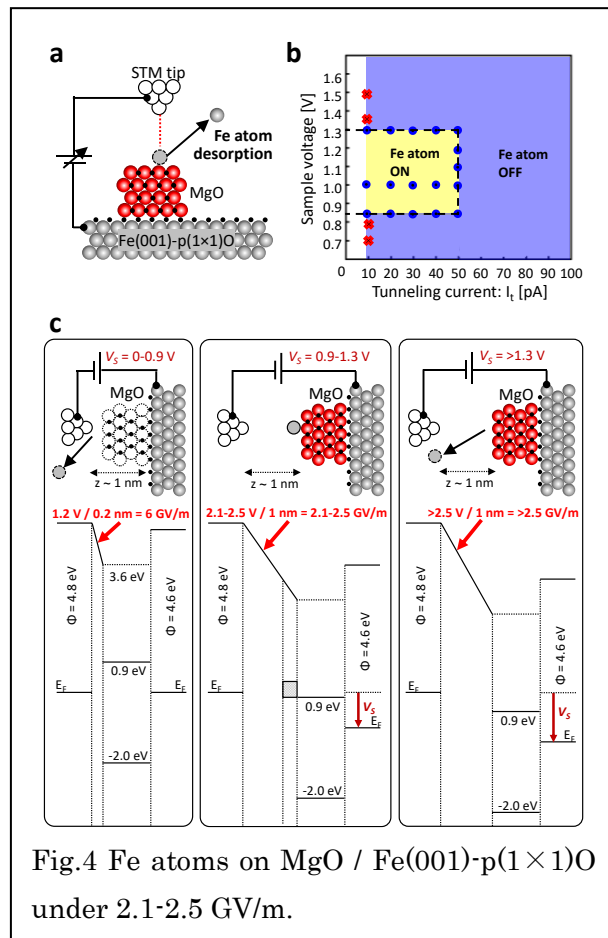 a
STM tip
Fe atom
desorption
MgO
Fe(001)-p(1×1)O
b
Sample voltage [V]
1.6
1.5
1.4
1.3
1.2
1.1
1.0
0.9
0.8
0.7
Fe atom
ON
Fe atom
OFF
0 10 20 30 40 50 60 70 80 90 100
Tunneling current: It [pA]
c
VS = 0-0.9 V
MgO
z ~ 1 nm
1.2 V / 0.2 nm = 6 GV/m
Φ = 4.8 eV
3.6 eV
Φ = 4.6 eV
0.9 eV
EF
EF
-2.0 eV
VS = 0.9-1.3 V
MgO
z ~ 1 nm
2.1-2.5 V / 1 nm = 2.1-2.5 GV/m
Φ = 4.8 eV
Φ = 4.6 eV
EF
0.9 eV
VS
EF
-2.0 eV
VS = >1.3 V
MgO
z ~ 1 nm
>2.5 V / 1 nm = >2.5 GV/m
Φ = 4.8 eV
Φ = 4.6 eV
EF
0.9 eV
VS
EF
-2.0 eV
Fig.4 Fe atoms on MgO / Fe(001)-p(1×1)O
under 2.1-2.5 GV/m.